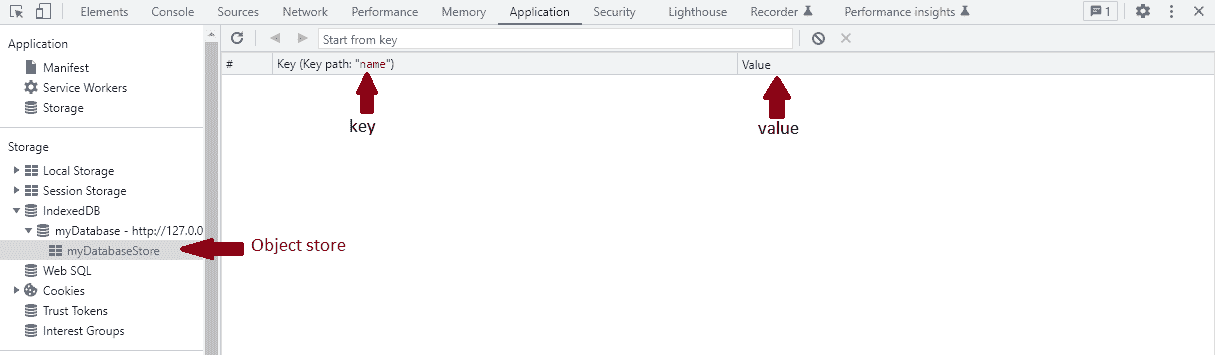 Elements Console Sources Network Performance Memory Application Security Lighthouse Recorder Performance insights 1
Application
Manifest
Service Workers
Storage
Storage
Local Storage
Session Storage
IndexedDB
myDatabase - http://127.0.0
myDatabaseStore
Web SQL
Cookies
Trust Tokens
Interest Groups
Start from key
# Key (Key path: "name") Value
key value
Object store